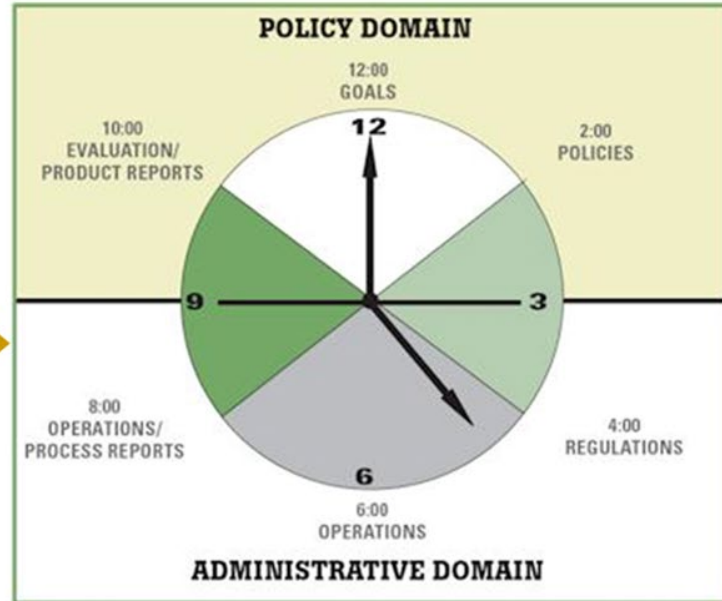 POLICY DOMAIN
12:00
GOALS
12
10:00
EVALUATION/
PRODUCT REPORTS
2:00
POLICIES
9
3
8:00
OPERATIONS/
PROCESS REPORTS
4:00
REGULATIONS
6
6:00
OPERATIONS
ADMINISTRATIVE DOMAIN